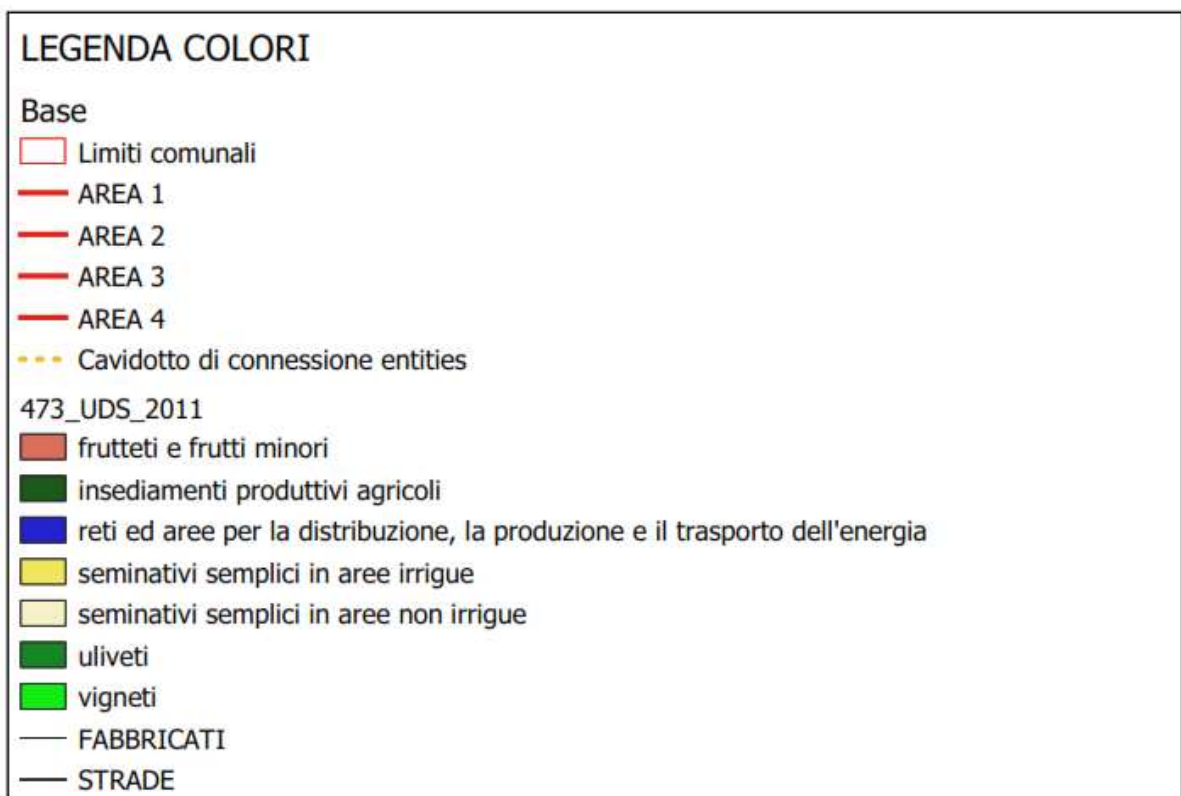 LEGENDA COLORI
Base
Limiti comunali
AREA 1
AREA 2
AREA 3
AREA 4
Cavidotto di connessione entities
473_UDS_2011
frutteti e frutti minori
insediamenti produttivi agricoli
reti ed aree per la distribuzione, la produzione e il trasporto dell'energia
seminativi semplici in aree irrigue
seminativi semplici in aree non irrigue
uliveti
vigneti
FABBRICATI
STRADE